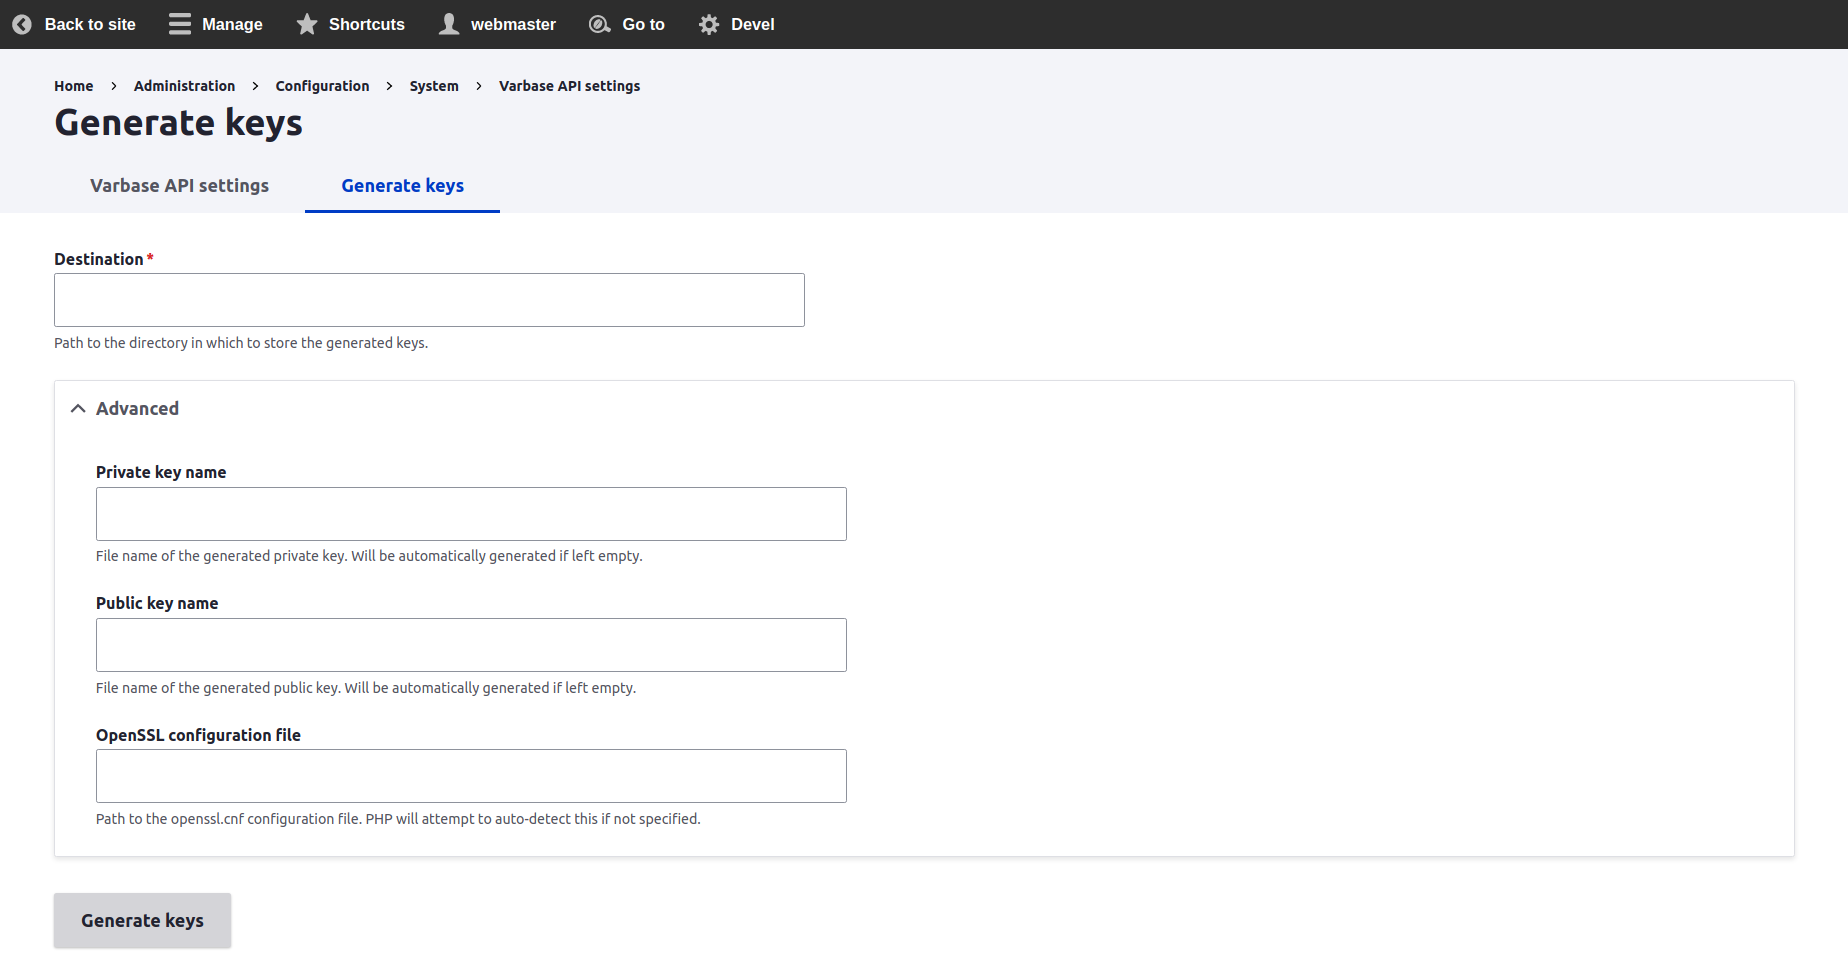 Back to site Manage Shortcuts webmaster Go to Devel
Home Administration Configuration System Varbase API settings
Generate keys
Varbase API settings Generate keys
Destination *
Path to the directory in which to store the generated keys.
Advanced
Private key name
File name of the generated private key. Will be automatically generated if left empty.
Public key name
File name of the generated public key. Will be automatically generated if left empty.
OpenSSL configuration file
Path to the openssl.cnf configuration file. PHP will attempt to auto-detect this if not specified.
Generate keys